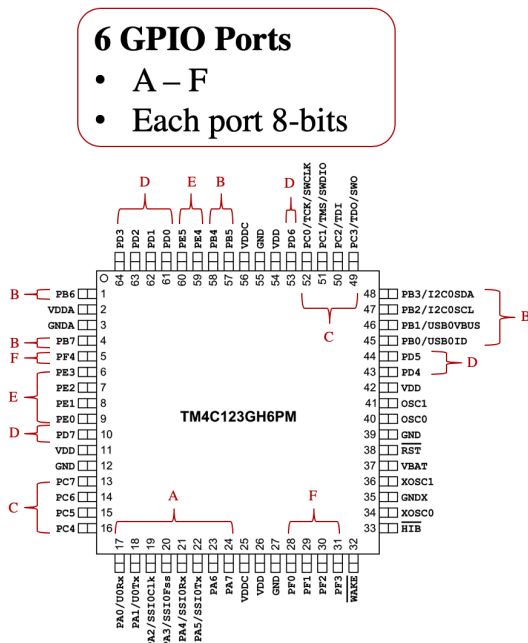 6 GPIO Ports
• A – F
• Each port 8-bits
D
E
B
D
PD3
PD2
PD1
PD0
PE5
PE4
PB4
PB5
VDDC
GND
VDD
PD6
PC0/TCK/SWCLK
PC1/TMS/SWDIO
PC2/TDI
PC3/TDO/SWO
64 63 62 61 60 59 58 57 56 55 54 53 52 51 50 49
C
B PB6 1
VDDA 2
GNDA 3
B PB7 4
F PF4 5
PE3 6
PE2 7
E
PE1 8
PE0 9
D PD7 10
VDD 11
GND 12
PC7 13
PC6 14
C
PC5 15
PC4 16
TM4C123GH6PM
48 PB3/I2C0SDA
47 PB2/I2C0SCL
B
46 PB1/USB0VBUS
45 PB0/USB0ID
44 PD5
D
43 PD4
42 VDD
41 OSC1
40 OSC0
39 GND
38 RST
37 VBAT
36 XOSC1
35 GNDX
34 XOSC0
33 HIB
A
F
17 18 19 20 21 22 23 24 25 26 27 28 29 30 31 32
PA0/U0Rx
PA1/U0Tx
PA2/SSI0Clk
PA3/SSI0Fss
PA4/SSI0Rx
PA5/SSI0Tx
PA6
PA7
VDDC
VDD
GND
PF0
PF1
PF2
PF3
WAKE